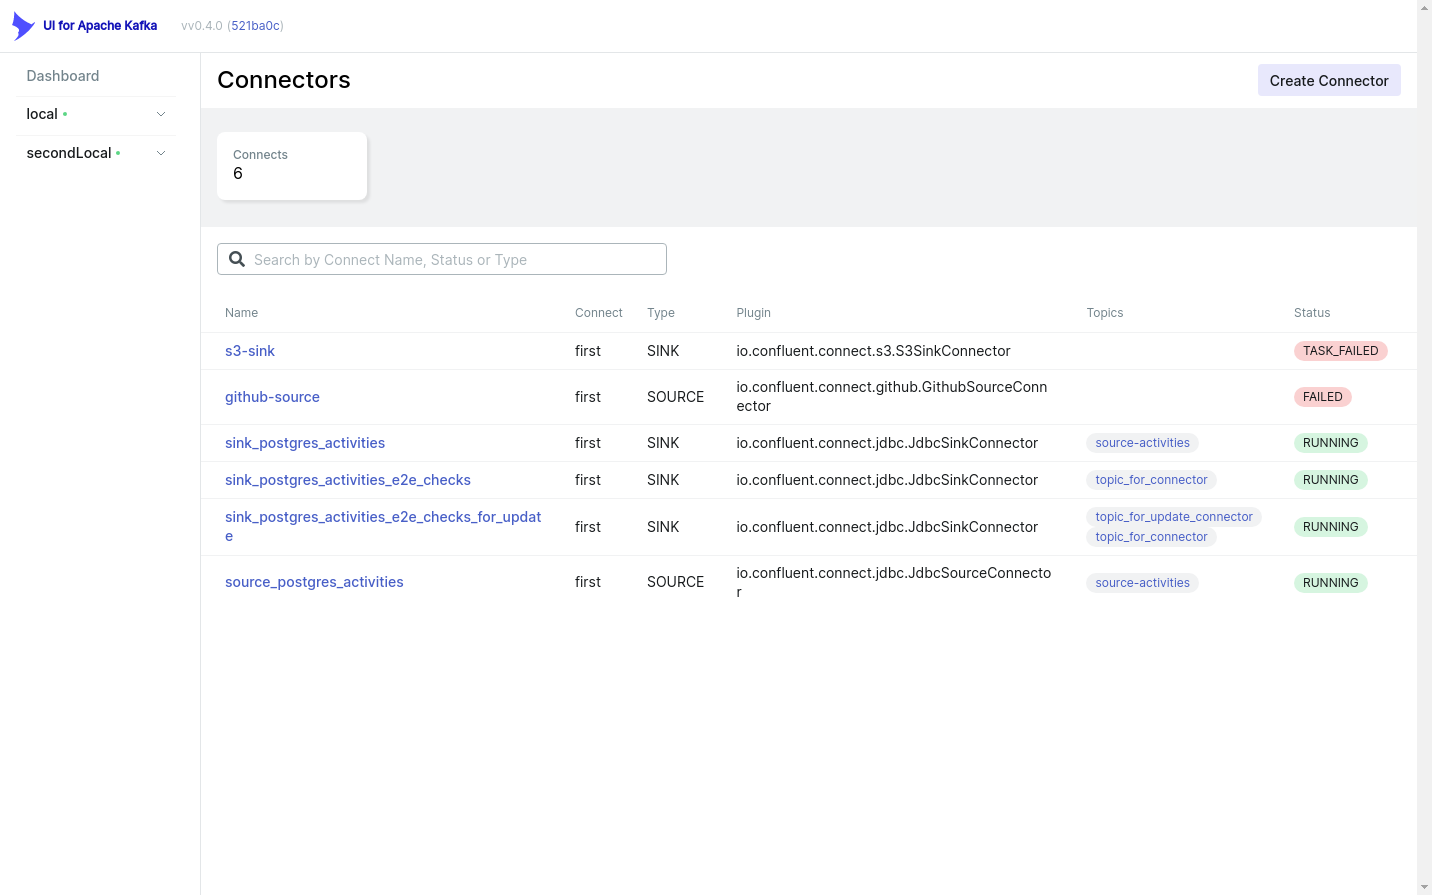 UI for Apache Kafka vv0.4.0 (521ba0c)
Dashboard
local
secondLocal
Connectors
Create Connector
Connects
6
Search by Connect Name, Status or Type
Name Connect Type Plugin Topics Status
s3-sink first SINK io.confluent.connect.s3.S3SinkConnector TASK_FAILED
github-source first SOURCE io.confluent.connect.github.GithubSourceConn
ector FAILED
sink_postgres_activities first SINK io.confluent.connect.jdbc.JdbcSinkConnector source-activities RUNNING
sink_postgres_activities_e2e_checks first SINK io.confluent.connect.jdbc.JdbcSinkConnector topic_for_connector RUNNING
sink_postgres_activities_e2e_checks_for_updat
e first SINK io.confluent.connect.jdbc.JdbcSinkConnector topic_for_update_connector
topic_for_connector RUNNING
source_postgres_activities first SOURCE io.confluent.connect.jdbc.JdbcSourceConnecto
r source-activities RUNNING